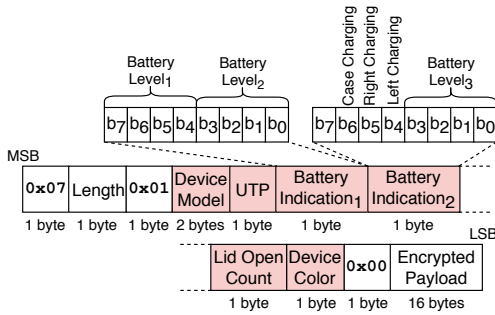 Battery Level1
Battery Level2
Case Charging
Right Charging
Left Charging
Battery Level3
b7 b6 b5 b4 b3 b2 b1 b0
b7 b6 b5 b4 b3 b2 b1 b0
MSB
0x07 Length 0x01 Device Model UTP Battery Indication1 Battery Indication2
1 byte 1 byte 1 byte 2 bytes 1 byte 1 byte 1 byte
LSB
Lid Open Count Device Color 0x00 Encrypted Payload
1 byte 1 byte 1 byte 16 bytes